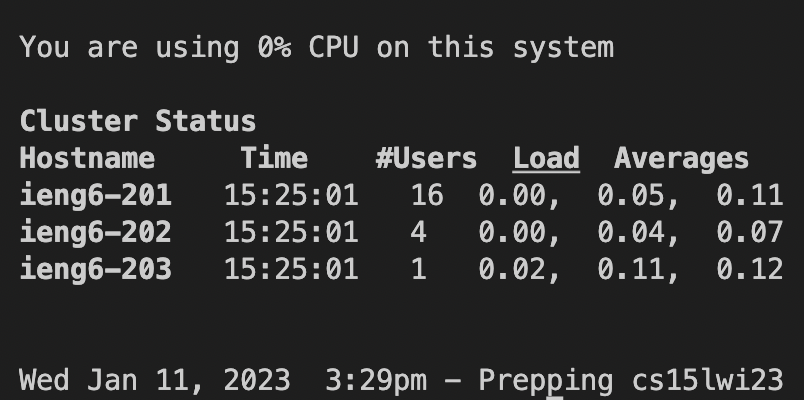 You are using 0% CPU on this system
Cluster Status
Hostname Time #Users Load Averages
ieng6-201 15:25:01 16 0.00, 0.05, 0.11
ieng6-202 15:25:01 4 0.00, 0.04, 0.07
ieng6-203 15:25:01 1 0.02, 0.11, 0.12
Wed Jan 11, 2023 3:29pm - Prepping cs15lwi23